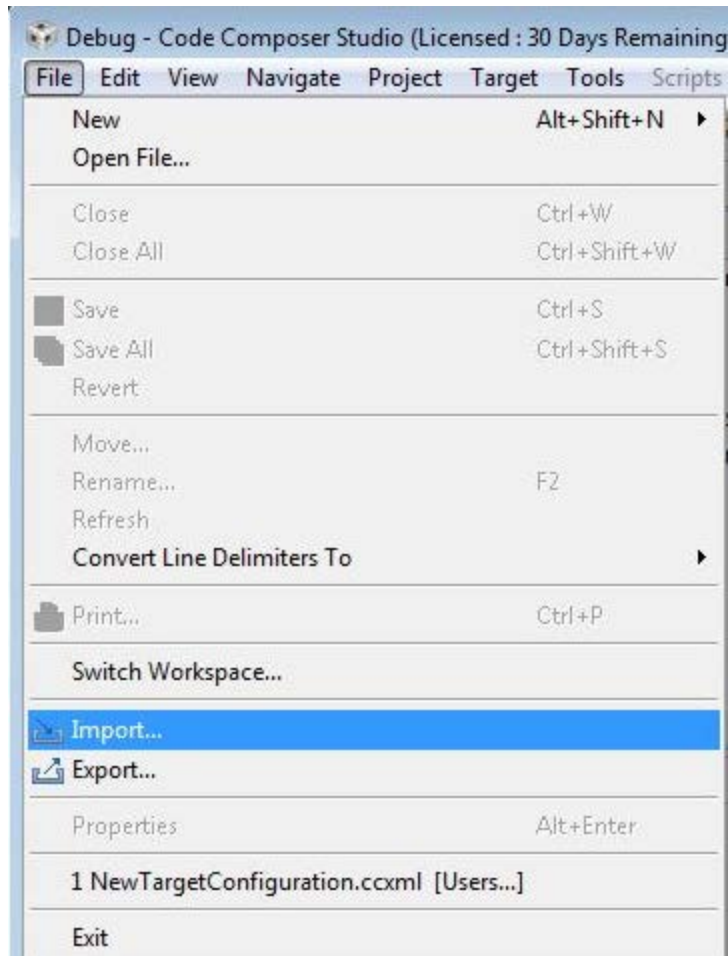 Debug - Code Composer Studio (Licensed : 30 Days Remaining
File Edit View Navigate Project Target Tools Scripts
New Alt+Shift+N
Open File...
Close Ctrl+W
Close All Ctrl+Shift+W
Save Ctrl+S
Save All Ctrl+Shift+S
Revert
Move...
Rename... F2
Refresh
Convert Line Delimiters To
Print... Ctrl+P
Switch Workspace...
Import...
Export...
Properties Alt+Enter
1 NewTargetConfiguration.ccxml [Users...]
Exit